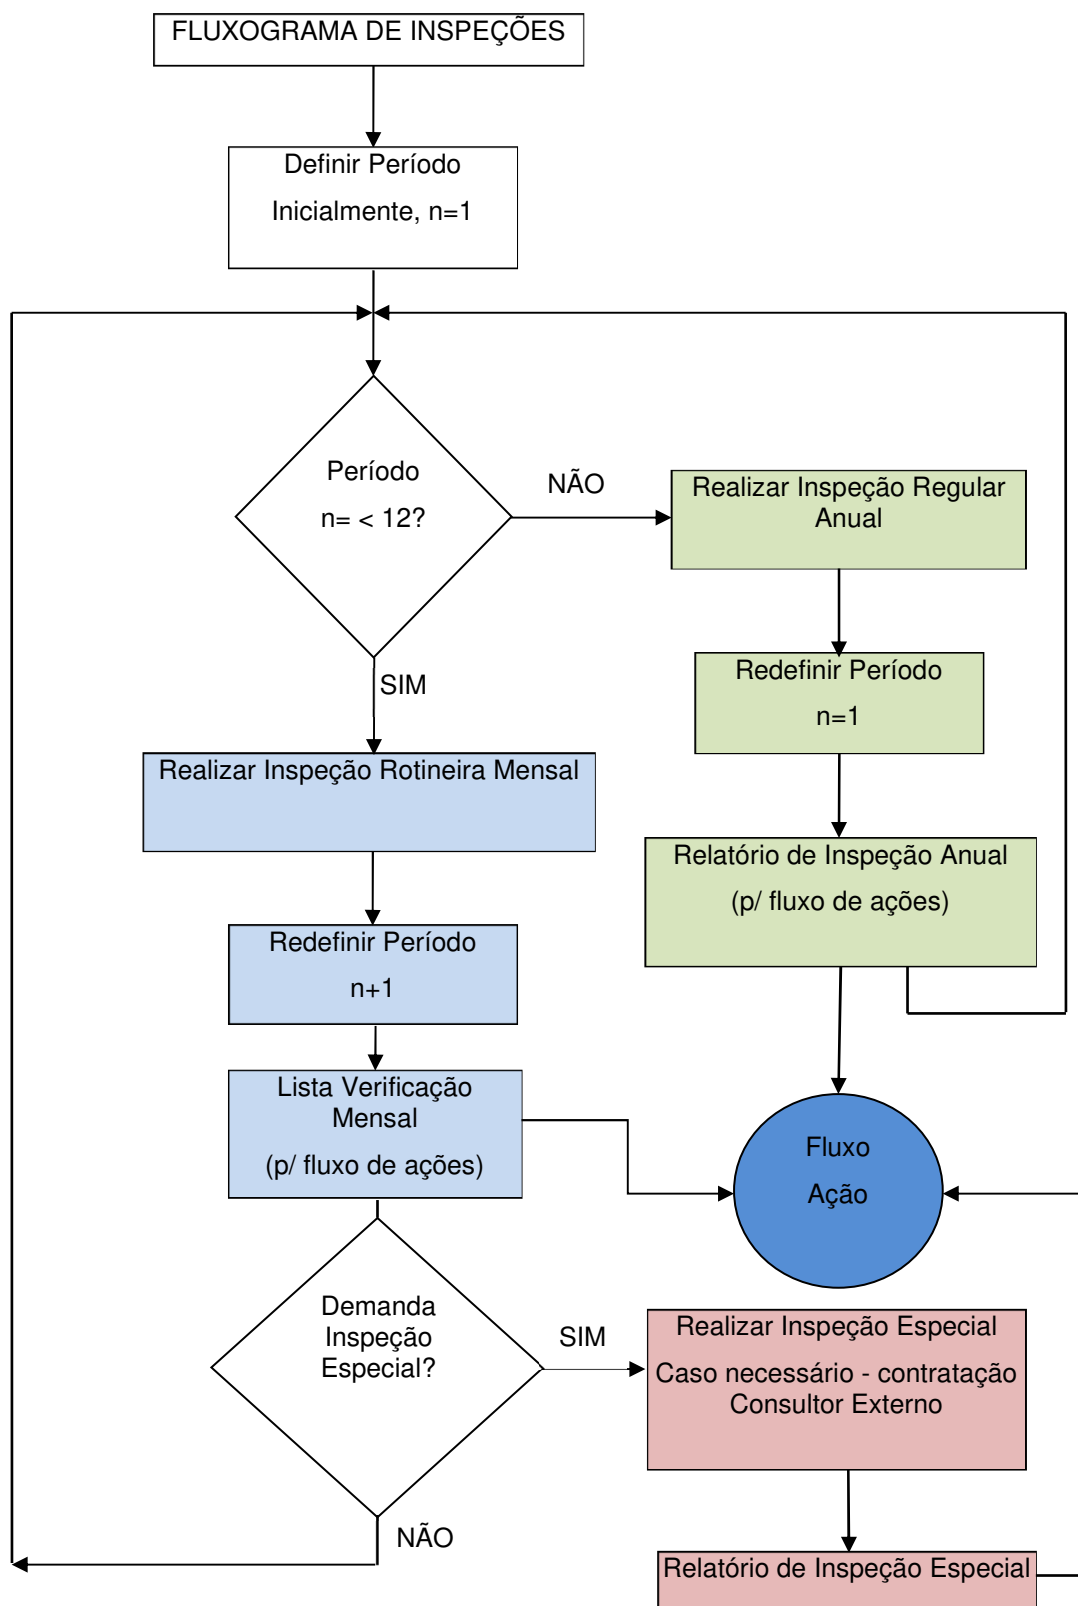 FLUXOGRAMA DE INSPEÇÕES
Definir Período
Inicialmente, n=1
Período
n= < 12?
NÃO
Realizar Inspeção Regular
Anual
SIM
Redefinir Período
n=1
Realizar Inspeção Rotineira Mensal
Relatório de Inspeção Anual
(p/ fluxo de ações)
Redefinir Período
n+1
Lista Verificação
Mensal
(p/ fluxo de ações)
Fluxo
Ação
Demanda
Inspeção
Especial?
SIM
Realizar Inspeção Especial
Caso necessário - contratação
Consultor Externo
NÃO
Relatório de Inspeção Especial